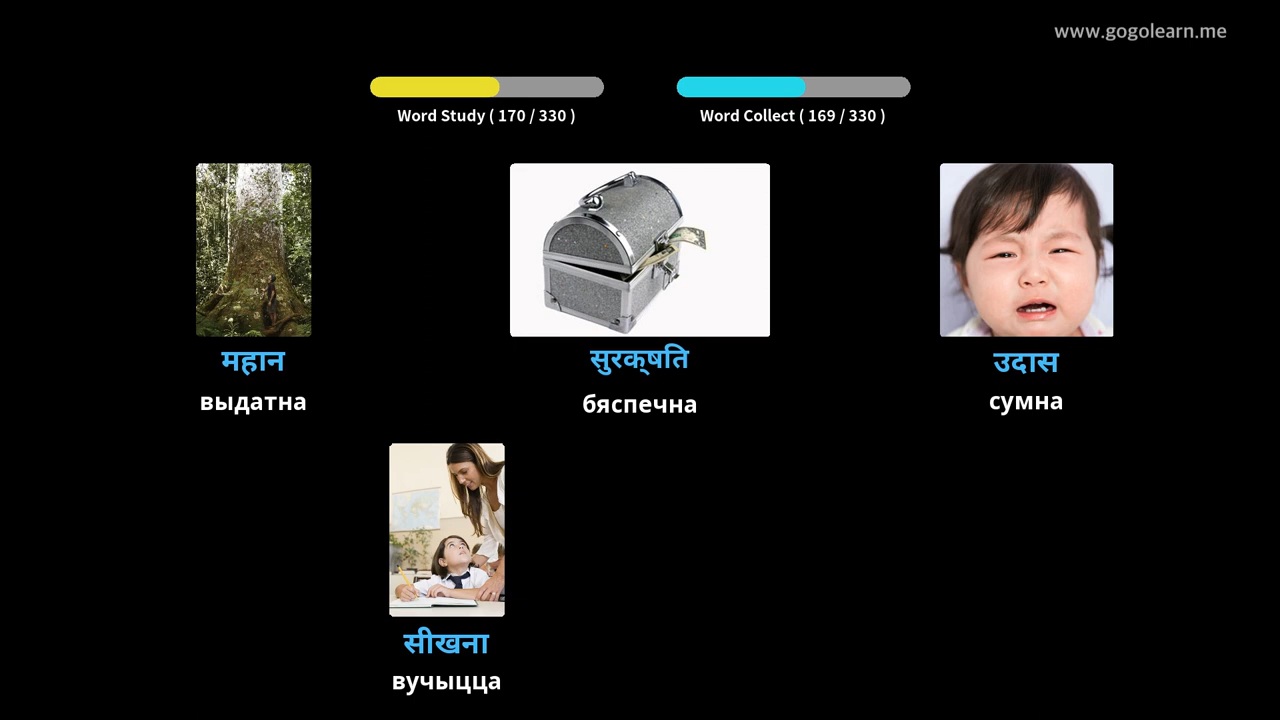 www.gogolearn.me
Word Study ( 170 / 330 )
Word Collect ( 169 / 330 )
महान
выдатна
सुरक्षति
бяспечна
उदास
сумна
सीखना
вучыцца